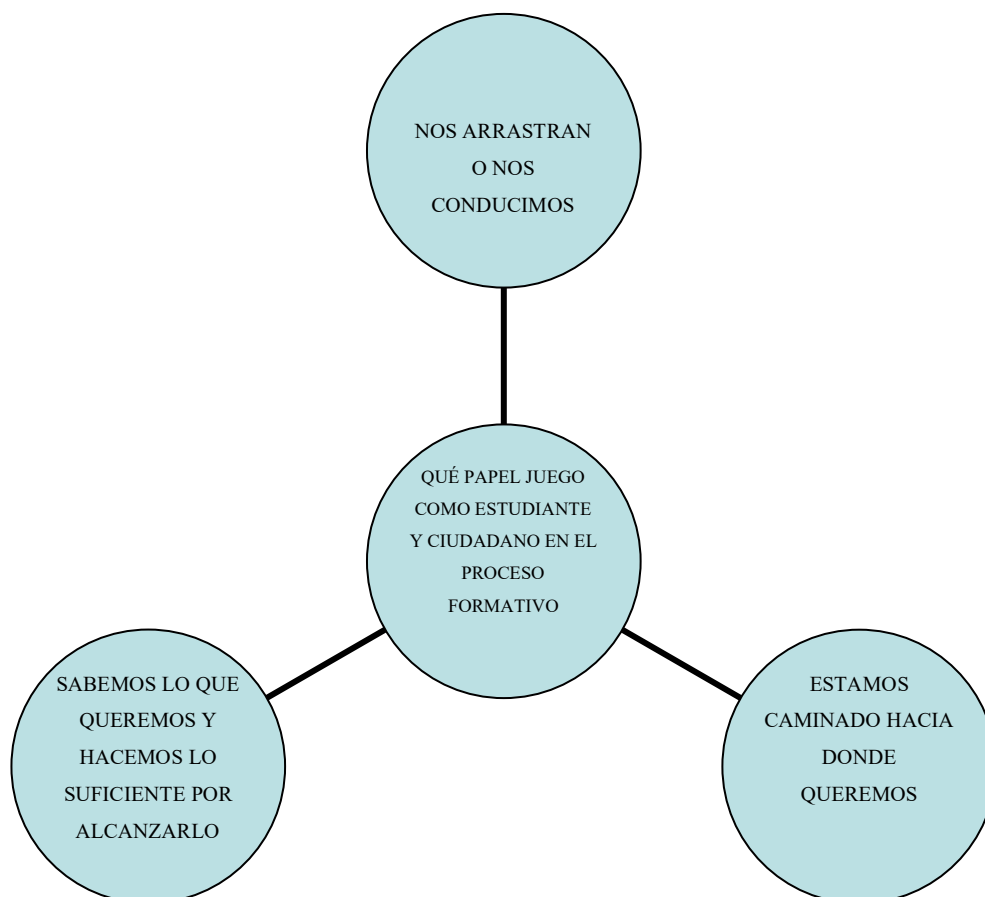 NOS ARRASTRAN
O NOS
CONDUCIMOS
QUÉ PAPEL JUEGO
COMO ESTUDIANTE
Y CIUDADANO EN EL
PROCESO
FORMATIVO
SABEMOS LO QUE
QUEREMOS Y
HACEMOS LO
SUFICIENTE POR
ALCANZARLO
ESTAMOS
CAMINADO HACIA
DONDE
QUEREMOS